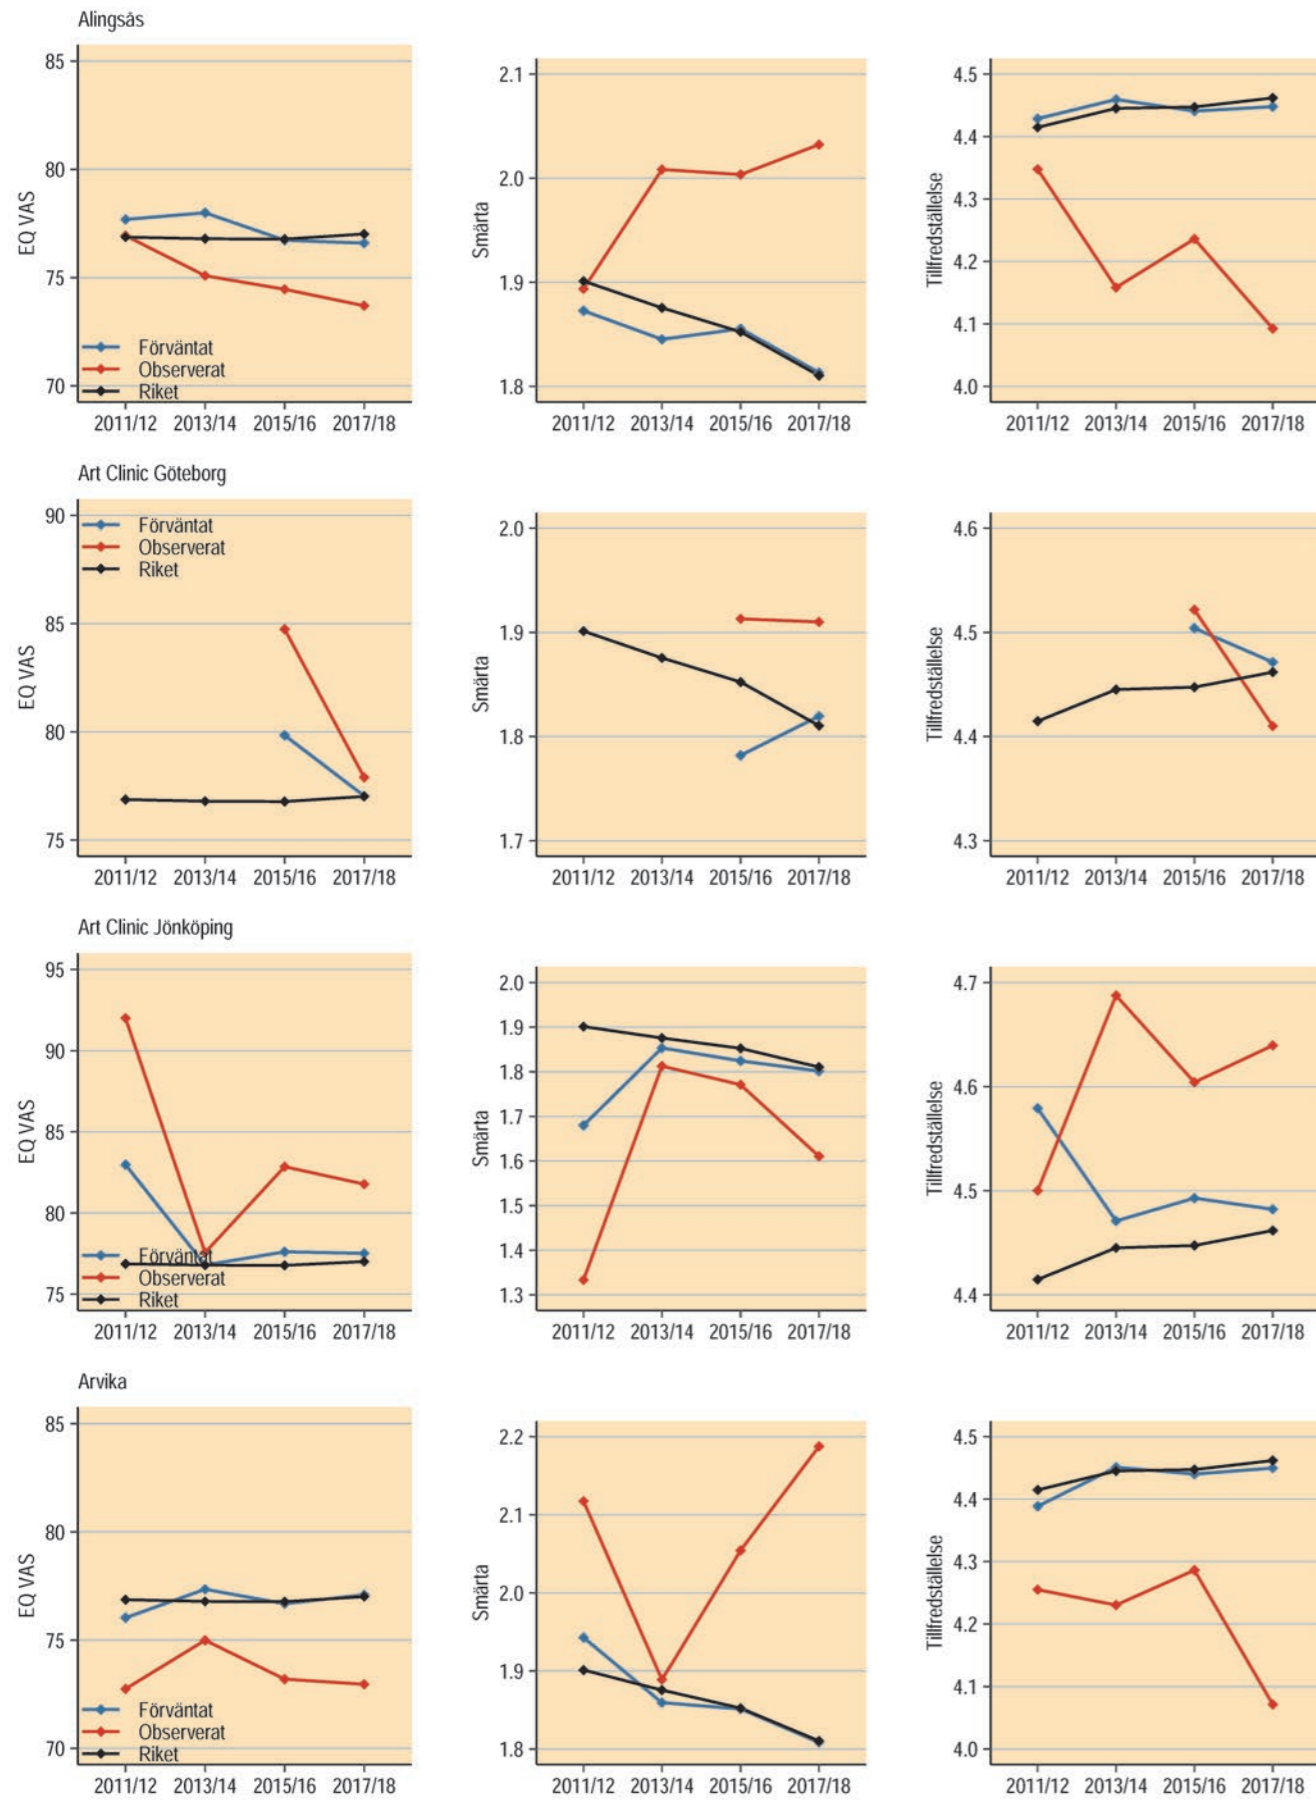 Alingsås
EQ VAS
85
80
75
70
Förväntat
Observerat
Riket
2011/12 2013/14 2015/16 2017/18
Smärta
2.1
2.0
1.9
1.8
2011/12 2013/14 2015/16 2017/18
Tillfredställelse
4.5
4.4
4.3
4.2
4.1
4.0
2011/12 2013/14 2015/16 2017/18
Art Clinic Göteborg
EQ VAS
90
85
80
75
Förväntat
Observerat
Riket
2011/12 2013/14 2015/16 2017/18
Smärta
2.0
1.9
1.8
1.7
2011/12 2013/14 2015/16 2017/18
Tillfredställelse
4.6
4.5
4.4
4.3
2011/12 2013/14 2015/16 2017/18
Art Clinic Jönköping
EQ VAS
95
90
85
80
75
Förväntat
Observerat
Riket
2011/12 2013/14 2015/16 2017/18
Smärta
2.0
1.9
1.8
1.7
1.6
1.5
1.4
1.3
2011/12 2013/14 2015/16 2017/18
Tillfredställelse
4.7
4.6
4.5
4.4
2011/12 2013/14 2015/16 2017/18
Arvika
EQ VAS
85
80
75
70
Förväntat
Observerat
Riket
2011/12 2013/14 2015/16 2017/18
Smärta
2.2
2.1
2.0
1.9
1.8
2011/12 2013/14 2015/16 2017/18
Tillfredställelse
4.5
4.4
4.3
4.2
4.1
4.0
2011/12 2013/14 2015/16 2017/18